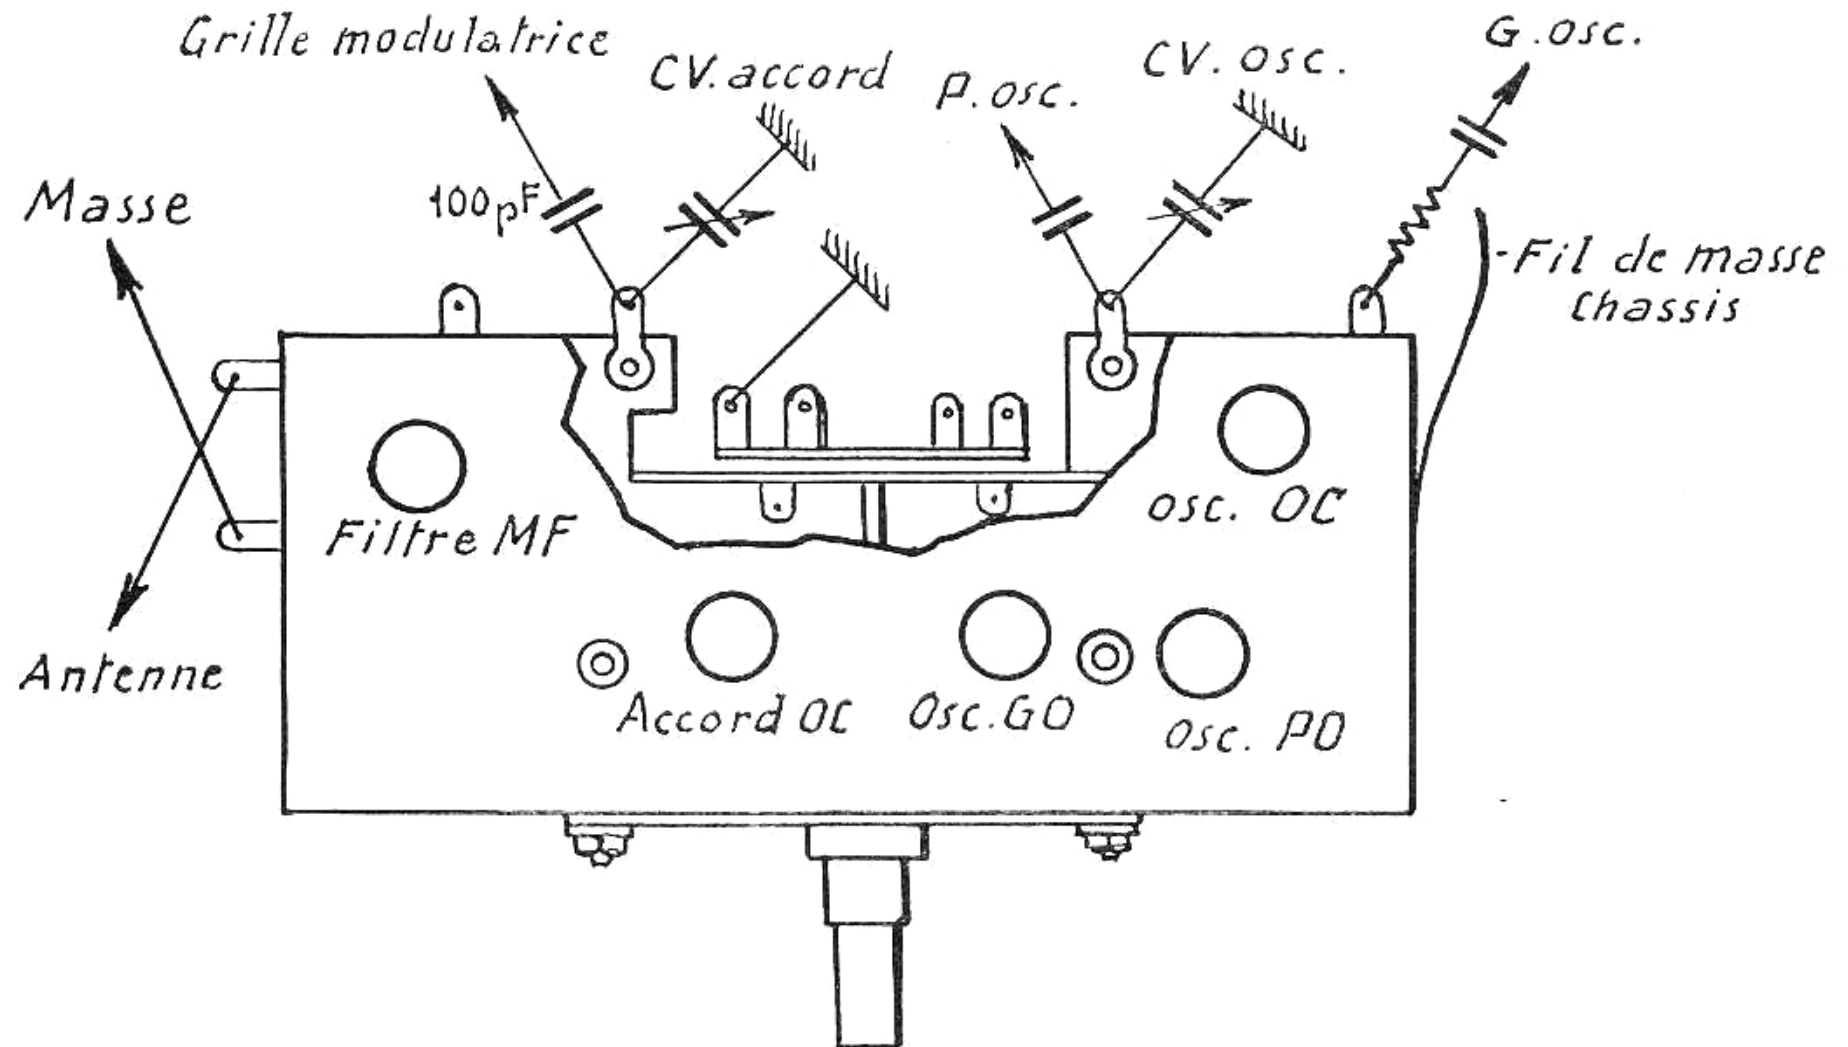 Grille modulatrice
CV. accord
P. osc.
CV. osc.
G. osc.
Masse
100pF
-Fil de masse
chassis
Filtre MF
osc. OC
Antenne
Accord OC
Osc. GO
osc. PO